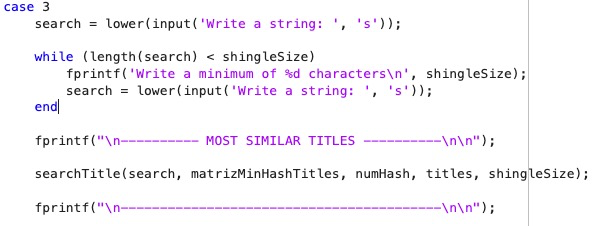 case 3
search = lower(input('Write a string: ', 's'));
while (length(search) < shingleSize)
fprintf('Write a minimum of %d characters\n', shingleSize);
search = lower(input('Write a string: ', 's'));
end
fprintf("\n---------- MOST SIMILAR TITLES ----------\n\n");
searchTitle(search, matrizMinHashTitles, numHash, titles, shingleSize);
fprintf("\n-----------------------------------------\n\n");